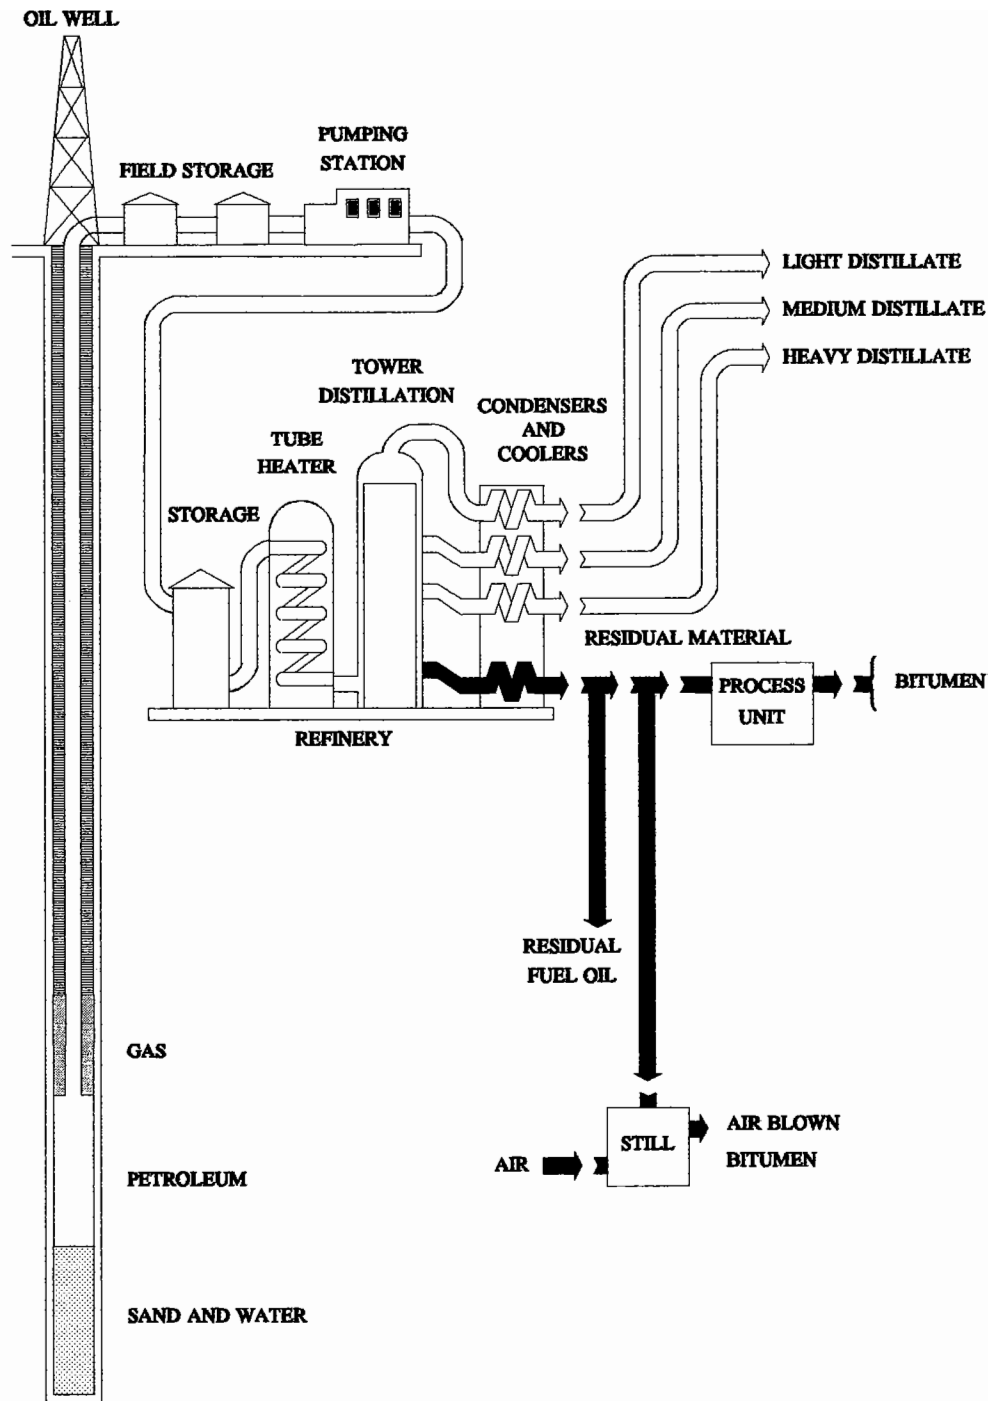 OIL WELL
PUMPING
STATION
FIELD STORAGE
LIGHT DISTILLATE
MEDIUM DISTILLATE
HEAVY DISTILLATE
TOWER
DISTILLATION
CONDENSERS
AND
COOLERS
TUBE
HEATER
STORAGE
RESIDUAL MATERIAL
PROCESS
UNIT
BITUMEN
REFINERY
RESIDUAL
FUEL OIL
GAS
AIR BLOWN
BITUMEN
STILL
AIR
PETROLEUM
SAND AND WATER